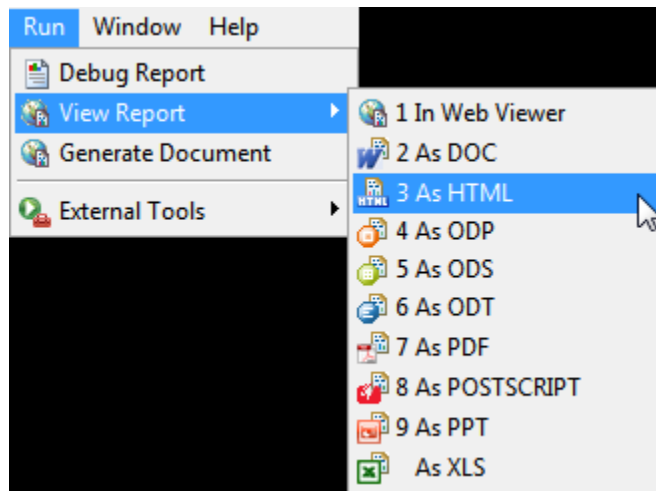 Run Window Help
Debug Report
View Report
Generate Document
External Tools
1 In Web Viewer
2 As DOC
HTML 3 As HTML
4 As ODP
5 As ODS
6 As ODT
7 As PDF
8 As POSTSCRIPT
9 As PPT
As XLS